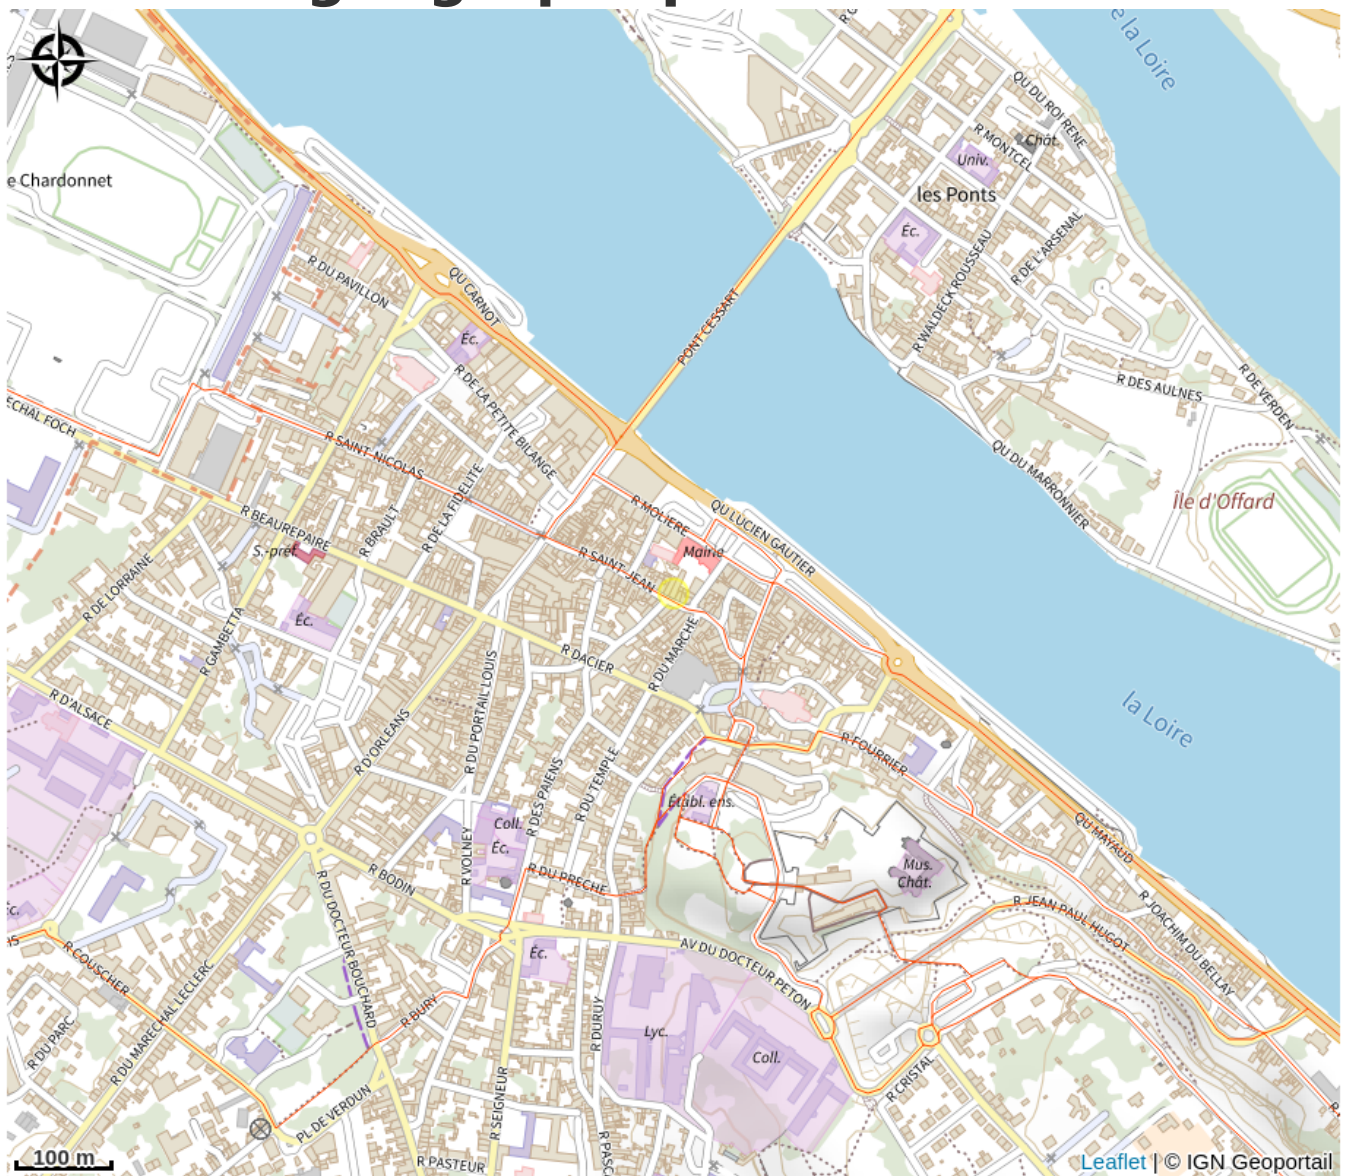 de la Loire
QU DU ROI RENE
R MONTCEL
Chât.
Univ.
e Chardonnet
les Ponts
Éc.
R DE L'ARSENAL
R WALDECK ROUSSEAU
R DU PAVILLON
QU CARNOT
PONT CESSART
Éc.
R DE LA PETITE BILANGE
R DES AULNES
R DE VERDEN
ECHAL FOCH
R SAINT-NICOLAS
QU DU MARRONNIER
Île d'Offard
R MOLIERE
QU LUCIEN GAUTIER
R BEAUREPAIRE
R BRAULT
R DE LA FIDELITE
S.-préf.
R SAINT-JEAN
Mairie
R DE LORRAINE
Éc.
R GAMBETTA
R DACIER
R DU MARCHE
R D'ALSACE
R D'ORLEANS
R DU PORTAIL LOUIS
la Loire
R FOURRIER
R DES PAIENS
R DU TEMPLE
Établ. ens.
Coll.
Éc.
QU MAYAUD
R VOLNEY
R BODIN
R DU PRECHE
Mus.
Chât.
R DU DOCTEUR BOUCHARD
R JEAN PAUL HUGOT
R JOACHIM DU BELLAY
Éc.
AS
R COUSCHER
R DU MARECHAL LECLERC
Éc.
AV DU DOCTEUR PETON
R BURY
R DURUY
Lyc.
Coll.
R DU PARC
R CRISTAL
PL DE VERDUN
R SEIGNEUR
R PASTEUR
R PASC
100 m
Leaflet | © IGN Geoportail